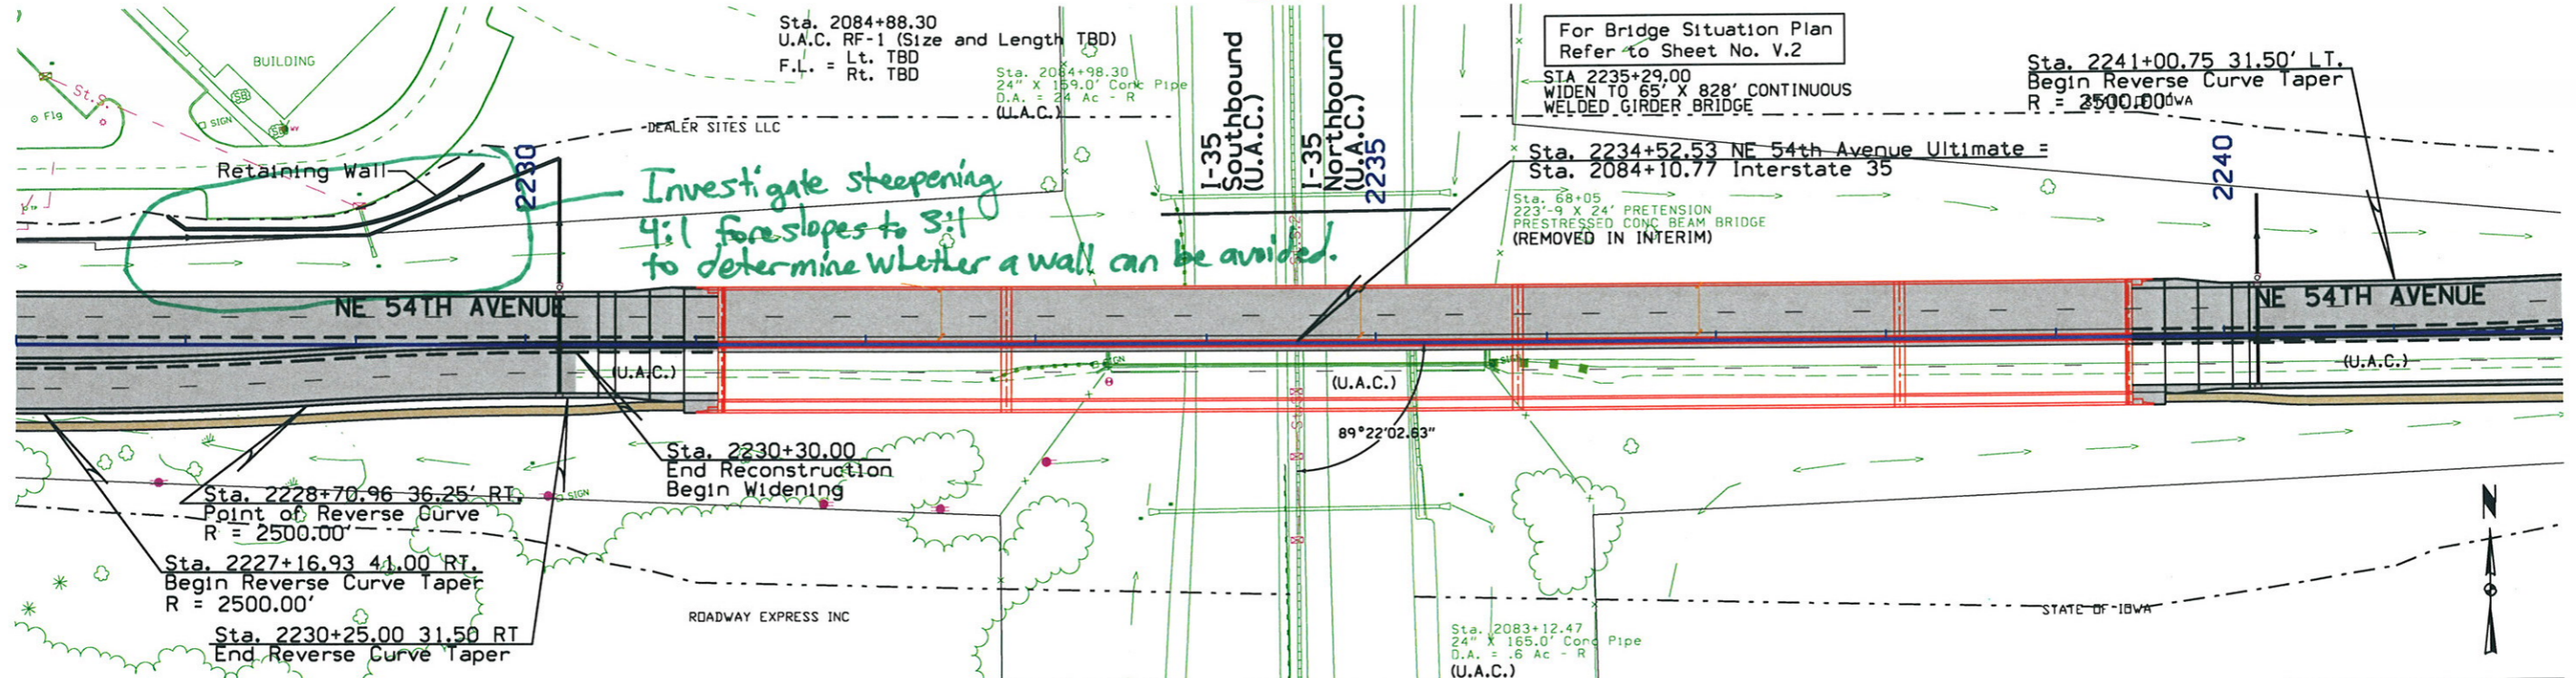 Sta. 2084+88.30
U.A.C. RF-1 (Size and Length TBD)
F.L. = Lt. TBD
Rt. TBD
Sta. 2084+98.30
24" X 159.0' Conc Pipe
D.A. = 24 Ac - R
(U.A.C.)
I-35
Southbound
(U.A.C.)
I-35
Northbound
(U.A.C.)
2235
For Bridge Situation Plan
Refer to Sheet No. V.2
STA 2235+29.00
WIDEN TO 65' X 828' CONTINUOUS
WELDED GIRDER BRIDGE
Sta. 2241+00.75 31.50' LT.
Begin Reverse Curve Taper
R = 2500.00'
BUILDING
St.S.
Flg
SIGN
DEALER SITES LLC
Retaining Wall
2230
Investigate steepening
4:1 foreslopes to 3:1
to determine whether a wall can be avoided.
Sta. 2234+52.53 NE 54th Avenue Ultimate =
Sta. 2084+10.77 Interstate 35
Sta. 68+05
223'-9 X 24' PRETENSION
PRESTRESSED CONC BEAM BRIDGE
(REMOVED IN INTERIM)
2240
NE 54TH AVENUE
NE 54TH AVENUE
(U.A.C.)
SIGN
(U.A.C.)
(U.A.C.)
89°22'02.63"
Sta. 2230+30.00
End Reconstruction
Begin Widening
SIGN
Sta. 2228+70.96 36.25' RT.
Point of Reverse Curve
R = 2500.00'
Sta. 2227+16.93 41.00 RT.
Begin Reverse Curve Taper
R = 2500.00'
Sta. 2230+25.00 31.50 RT
End Reverse Curve Taper
ROADWAY EXPRESS INC
STATE OF IOWA
Sta. 2083+12.47
24" X 165.0' Conc Pipe
D.A. = .6 Ac - R
(U.A.C.)
N